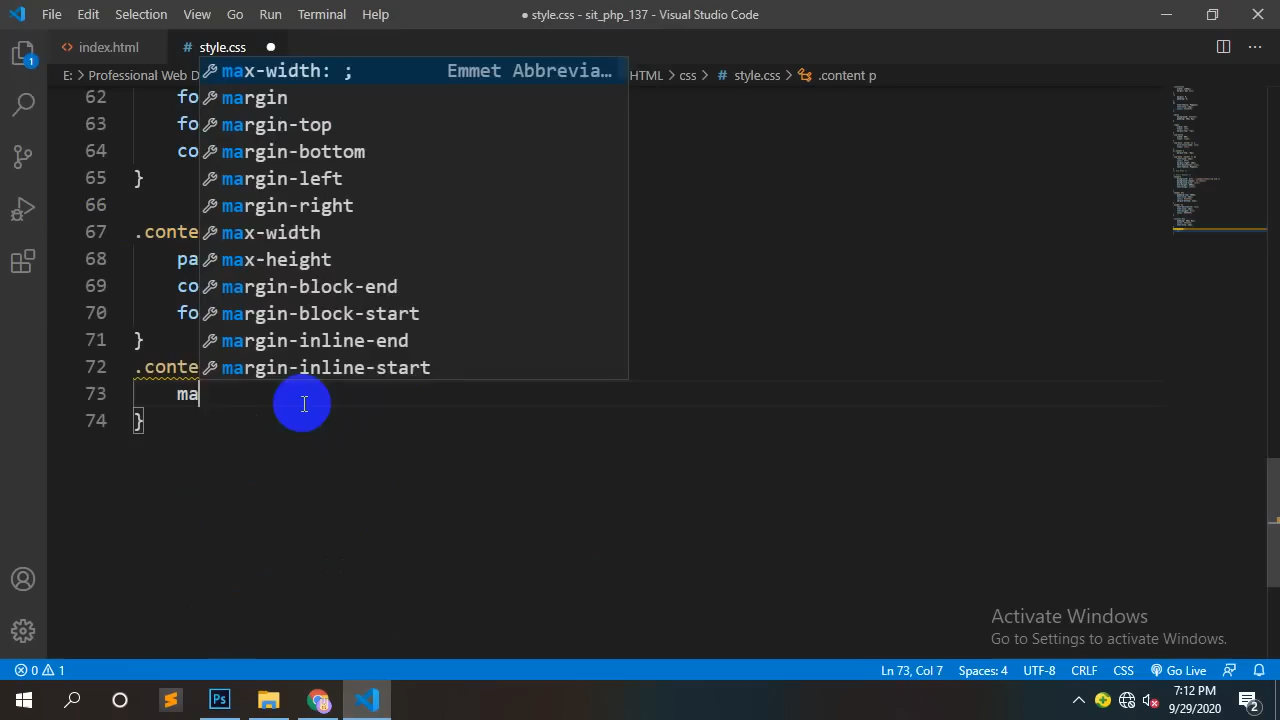 File Edit Selection View Go Run Terminal Help
● style.css - sit_php_137 - Visual Studio Code
<> index.html # style.css ●
E: > Professional Web D HTML > css > # style.css > .content p
max-width: ; Emmet Abbrevia…
margin
margin-top
margin-bottom
margin-left
margin-right
max-width
max-height
margin-block-end
margin-block-start
margin-inline-end
margin-inline-start
62 fo
63 fo
64 co
65 }
66
67 .conte
68 pa
69 co
70 fo
71 }
72 .conte
73 ma
74 }
1
Activate Windows
Go to Settings to activate Windows.
0 1 Ln 73, Col 7 Spaces: 4 UTF-8 CRLF CSS Go Live
Ps
7:12 PM
9/29/2020
2